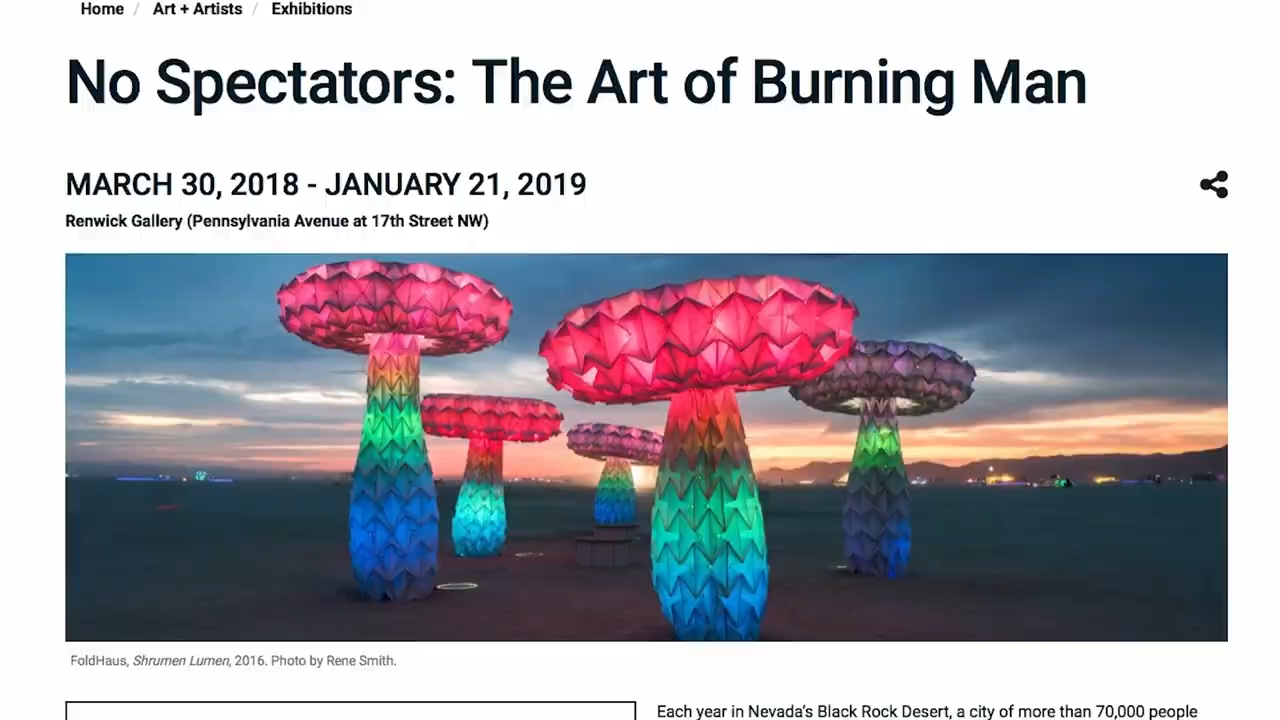 Home / Art + Artists / Exhibitions
No Spectators: The Art of Burning Man
MARCH 30, 2018 - JANUARY 21, 2019
Renwick Gallery (Pennsylvania Avenue at 17th Street NW)
FoldHaus, Shrumen Lumen, 2016. Photo by Rene Smith.
Each year in Nevada's Black Rock Desert, a city of more than 70,000 people